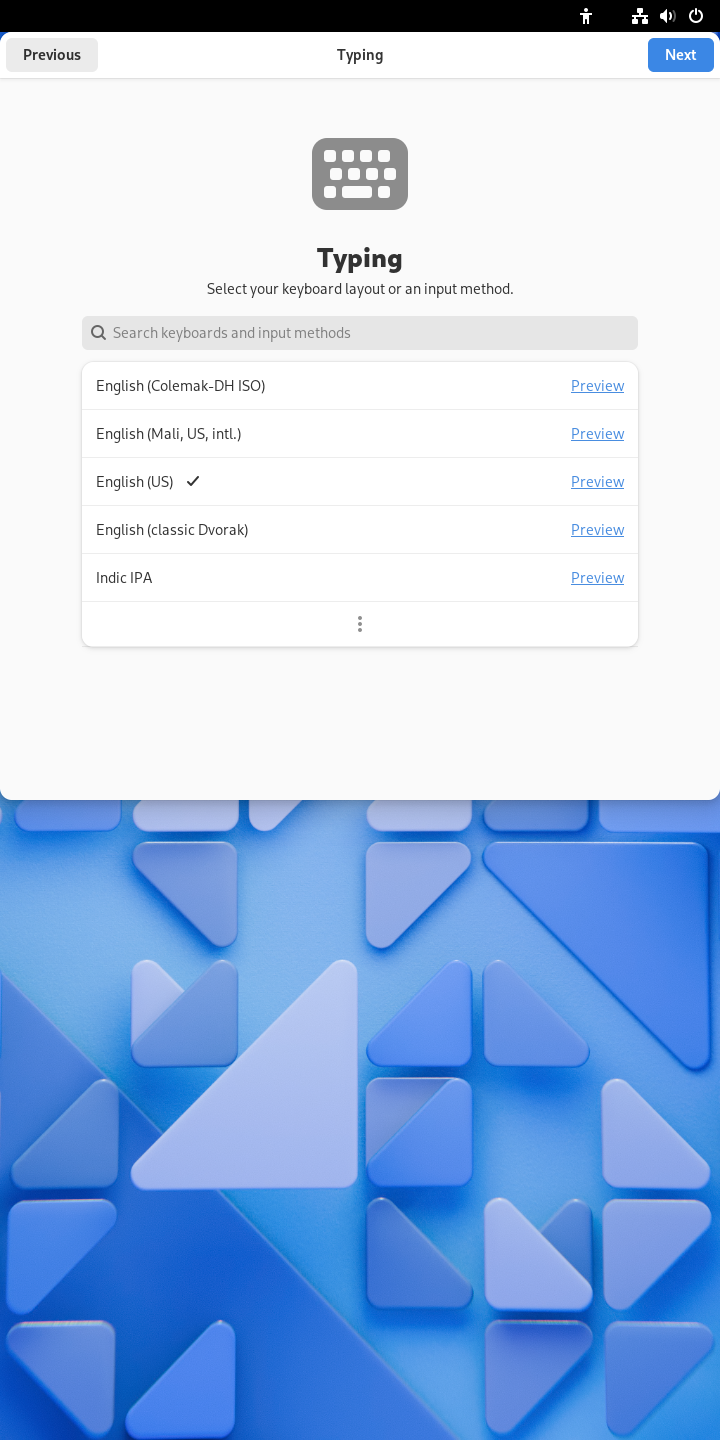 Previous
Typing
Next
Typing
Select your keyboard layout or an input method.
Search keyboards and input methods
English (Colemak-DH ISO) Preview
English (Mali, US, intl.) Preview
English (US) Preview
English (classic Dvorak) Preview
Indic IPA Preview